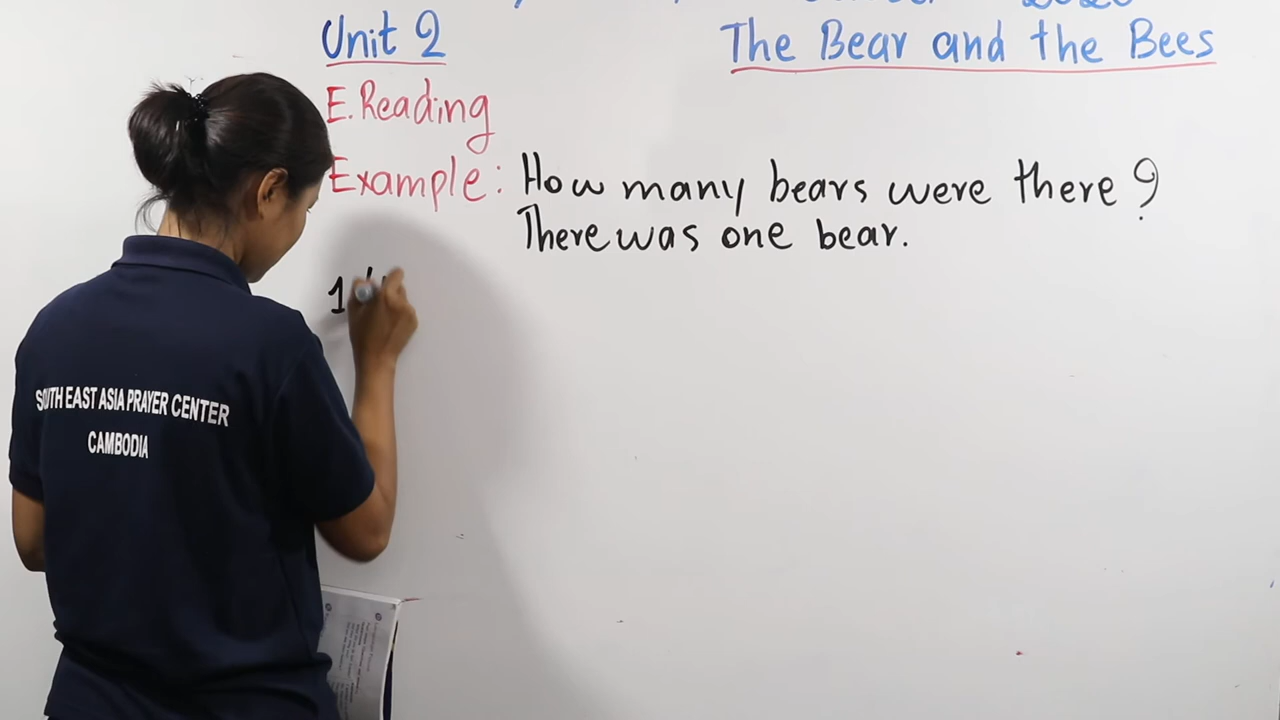 Unit 2
The Bear and the Bees
E. Reading
Example: How many bears were there?
There was one bear.
1
SOUTH EAST ASIA PRAYER CENTER
CAMBODIA